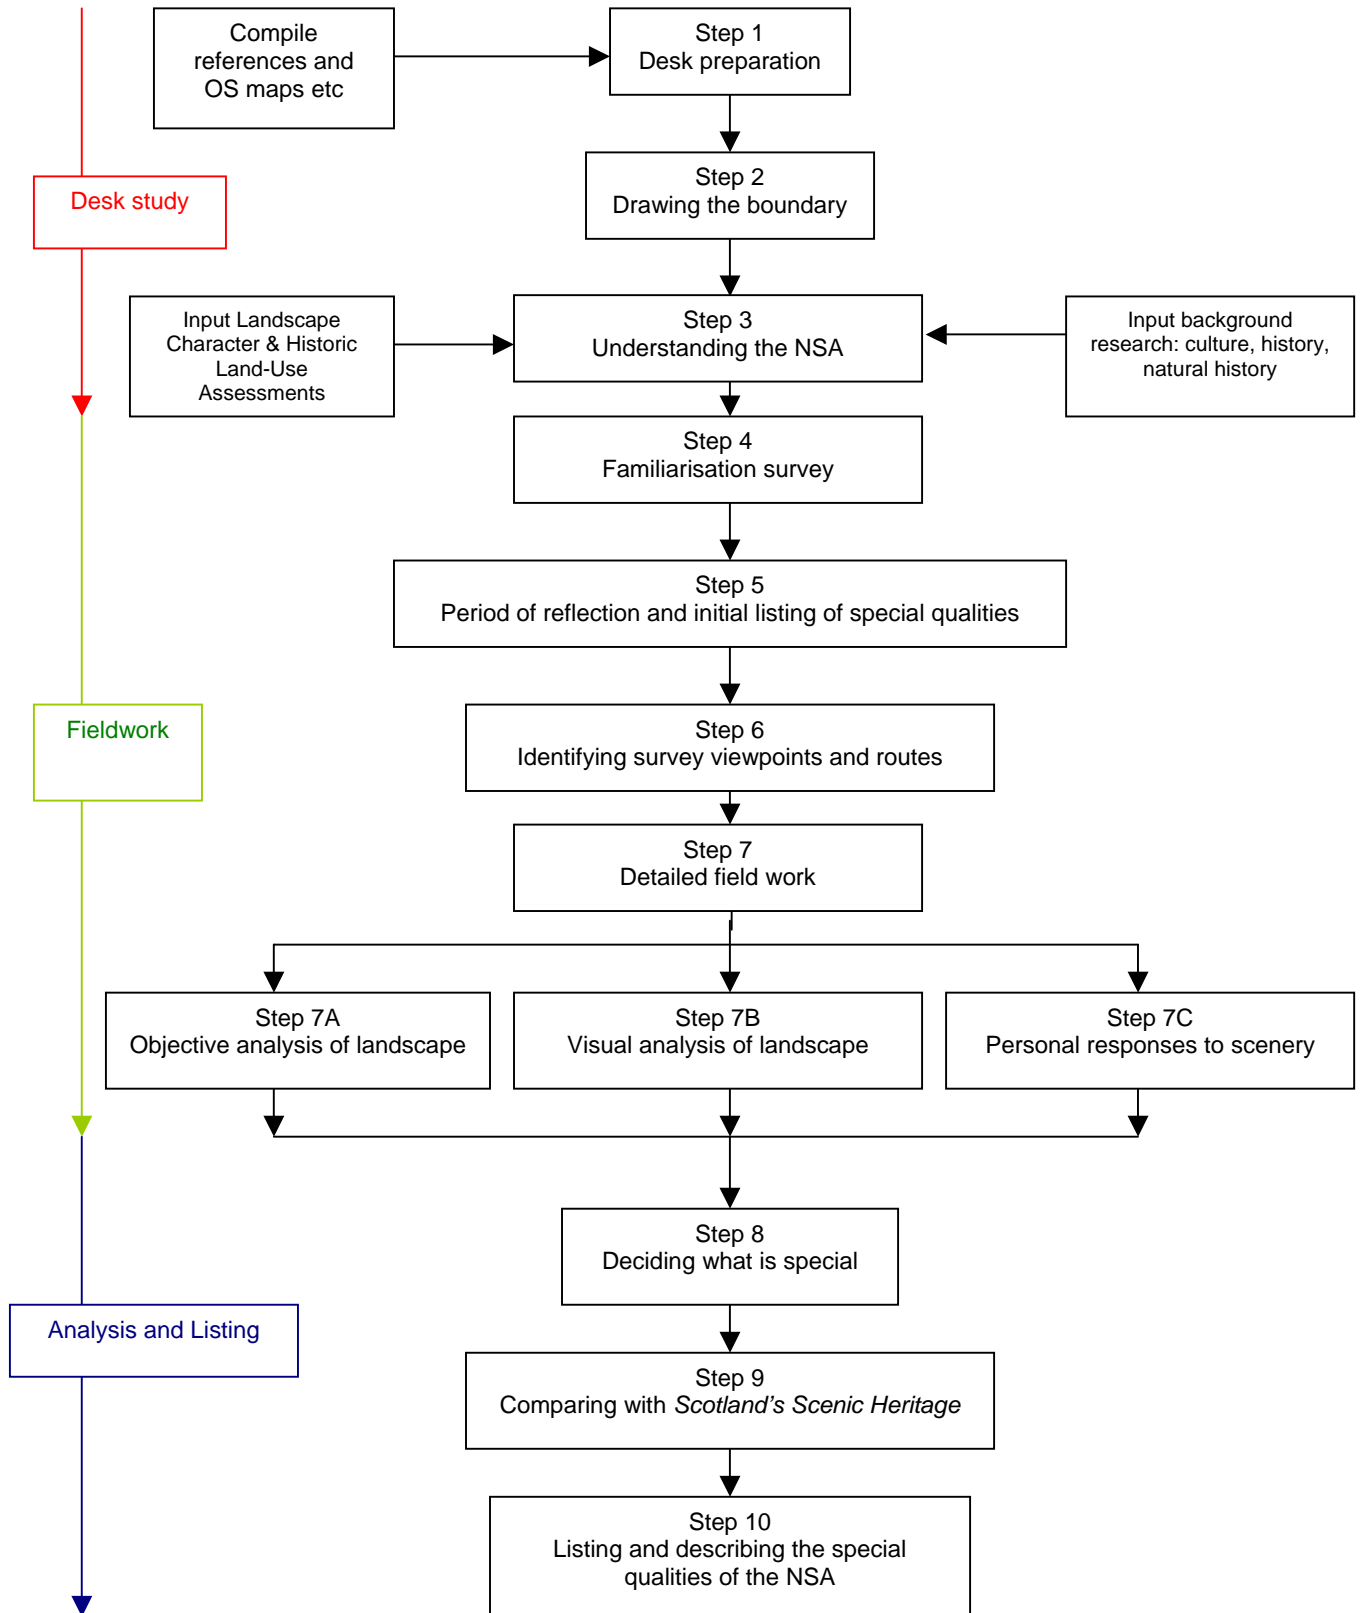 Compile
references and
OS maps etc
Step 1
Desk preparation
Step 2
Drawing the boundary
Desk study
Input Landscape
Character & Historic
Land-Use
Assessments
Step 3
Understanding the NSA
Input background
research: culture, history,
natural history
Step 4
Familiarisation survey
Step 5
Period of reflection and initial listing of special qualities
Fieldwork
Step 6
Identifying survey viewpoints and routes
Step 7
Detailed field work
Step 7A
Objective analysis of landscape
Step 7B
Visual analysis of landscape
Step 7C
Personal responses to scenery
Step 8
Deciding what is special
Analysis and Listing
Step 9
Comparing with Scotland's Scenic Heritage
Step 10
Listing and describing the special
qualities of the NSA